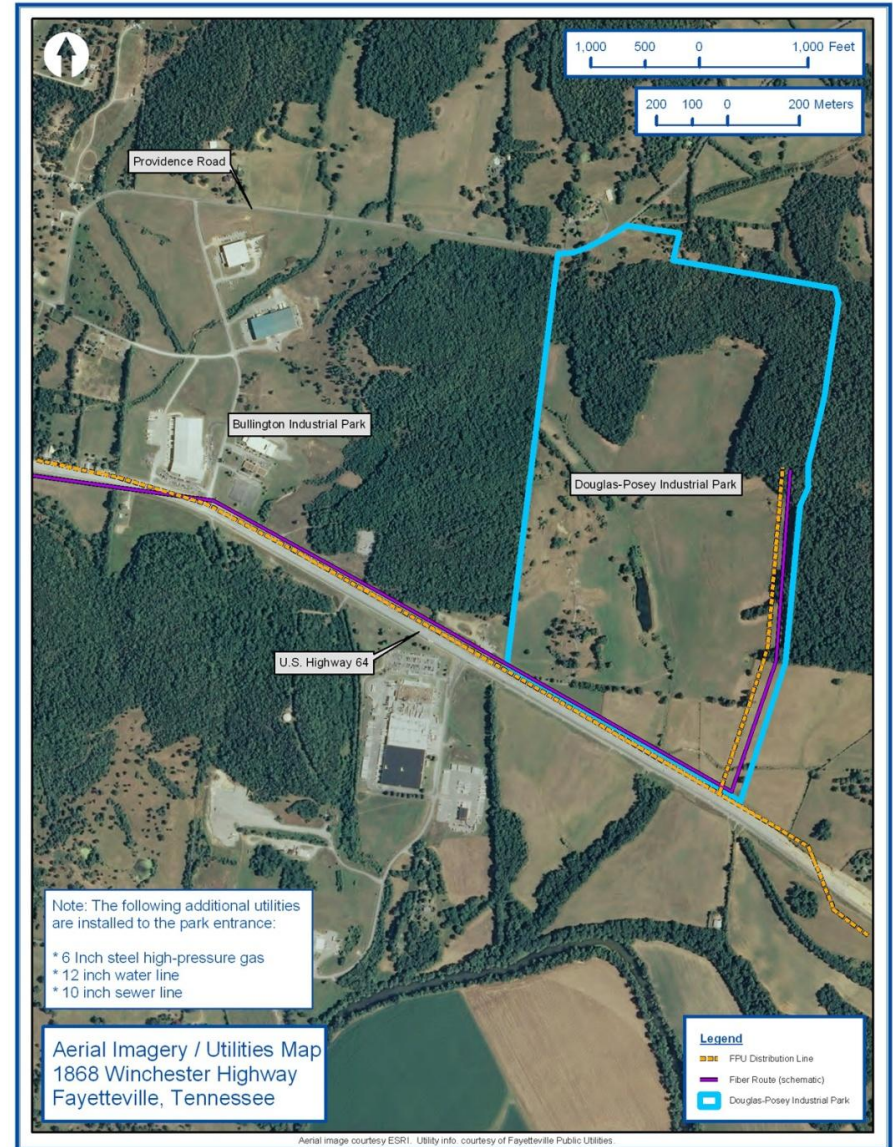 1,000 500 0 1,000 Feet
200 100 0 200 Meters
Providence Road
Bullington Industrial Park
Douglas-Posey Industrial Park
U.S. Highway 64
Note: The following additional utilities
are installed to the park entrance:
* 6 Inch steel high-pressure gas
* 12 inch water line
* 10 inch sewer line
Aerial Imagery / Utilities Map
1868 Winchester Highway
Fayetteville, Tennessee
Legend
FPU Distribution Line
Fiber Route (schematic)
Douglas-Posey Industrial Park
Aerial image courtesy ESRI. Utility info. courtesy of Fayetteville Public Utilities.